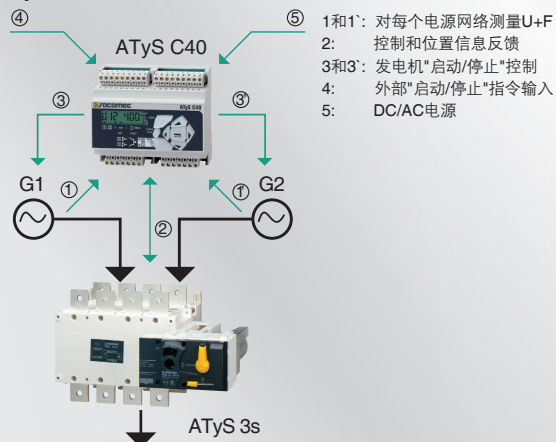 ④
⑤
ATyS C40
socomec
ATyS C40
③
③'
G1
G2
①
①'
②
ATyS 3s
1和1`: 对每个电源网络测量U+F
2: 控制和位置信息反馈
3和3`: 发电机"启动/停止"控制
4: 外部"启动/停止"指令输入
5: DC/AC电源